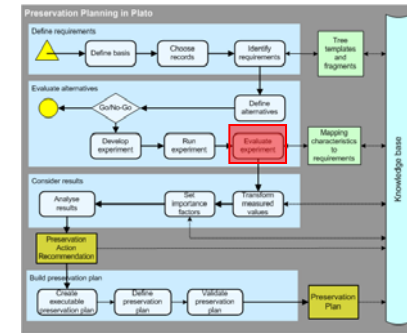 Preservation Planning in Plato
Define requirements
Define basis
Choose
records
Identify
requirements
Tree
templates
and
fragments
Evaluate alternatives
Go/No-Go
Define
alternatives
Develop
experiment
Run
experiment
Evaluate
experiment
Mapping
characteristics
to
requirements
Knowledge base
Consider results
Analyse
results
Set
importance
factors
Transform
measured
values
Preservation
Action
Recommendation
Build preservation plan
Create
executable
preservation plan
Define
preservation
plan
Validate
preservation
plan
Preservation
Plan